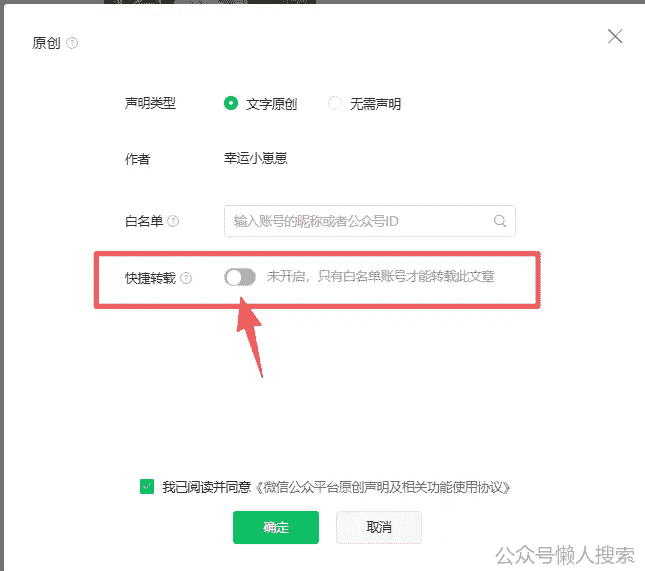 原创
声明类型 文字原创 无需声明
作者 幸运小崽崽
白名单 输入账号的昵称或者公众号ID
快捷转载 未开启，只有白名单账号才能转载此文章
我已阅读并同意《微信公众平台原创声明及相关功能使用协议》
确定 取消
公众号懒人搜索